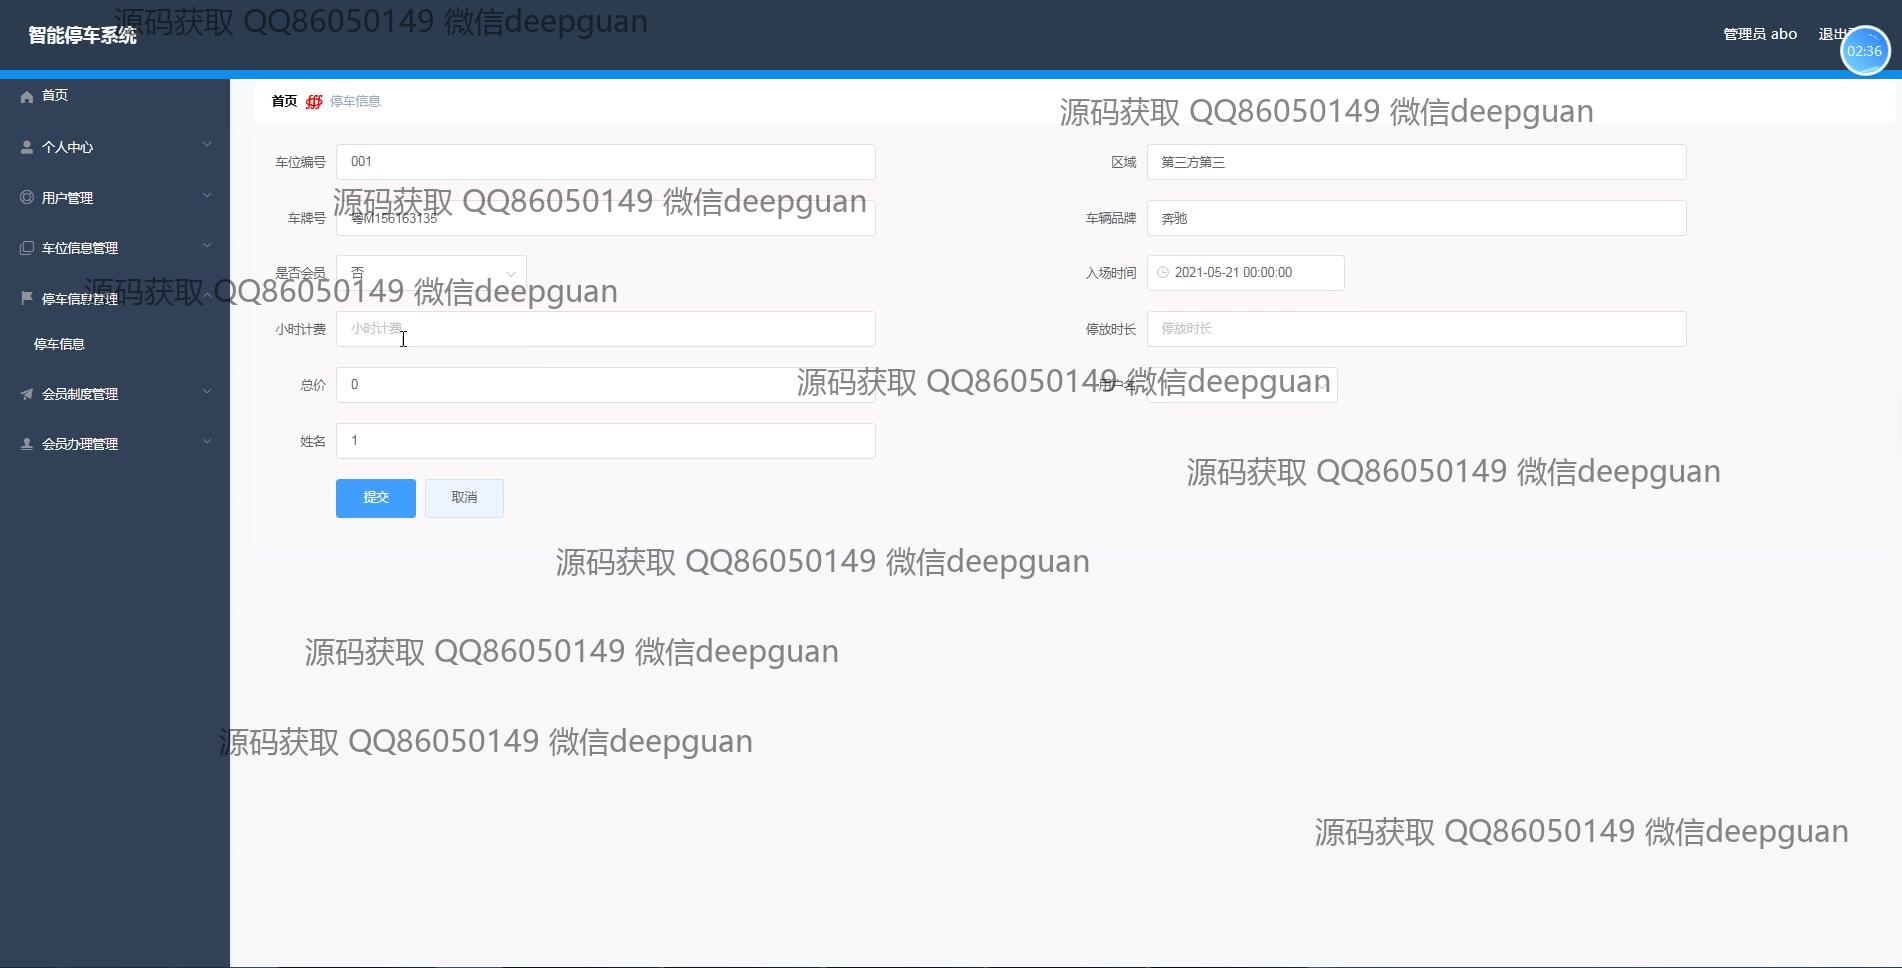 源码获取 QQ86050149 微信deepguan
智能停车系统
管理员 abo
退出
02:36
首页
个人中心
用户管理
车位信息管理
停车信息管理
停车信息
会员制度管理
会员办理管理
首页 停车信息
源码获取 QQ86050149 微信deepguan
车位编号 001
区域 第三方第三
源码获取 QQ86050149 微信deepguan
车牌号 粤M156163135
车辆品牌 奔驰
是否会员 否
入场时间 2021-05-21 00:00:00
源码获取 QQ86050149 微信deepguan
小时计费 小时计费
停放时长 停放时长
总价 0
源码获取 QQ86050149 微信deepguan
用户名
姓名 1
源码获取 QQ86050149 微信deepguan
提交 取消
源码获取 QQ86050149 微信deepguan
源码获取 QQ86050149 微信deepguan
源码获取 QQ86050149 微信deepguan
源码获取 QQ86050149 微信deepguan